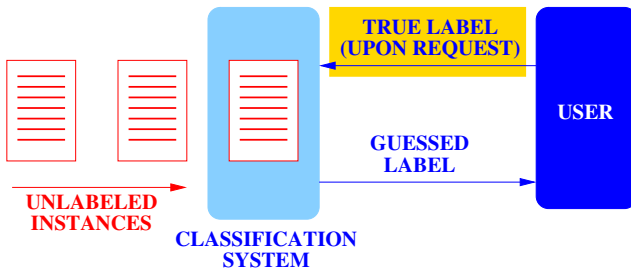 TRUE LABEL
(UPON REQUEST)
USER
GUESSED
LABEL
UNLABELED
INSTANCES
CLASSIFICATION
SYSTEM